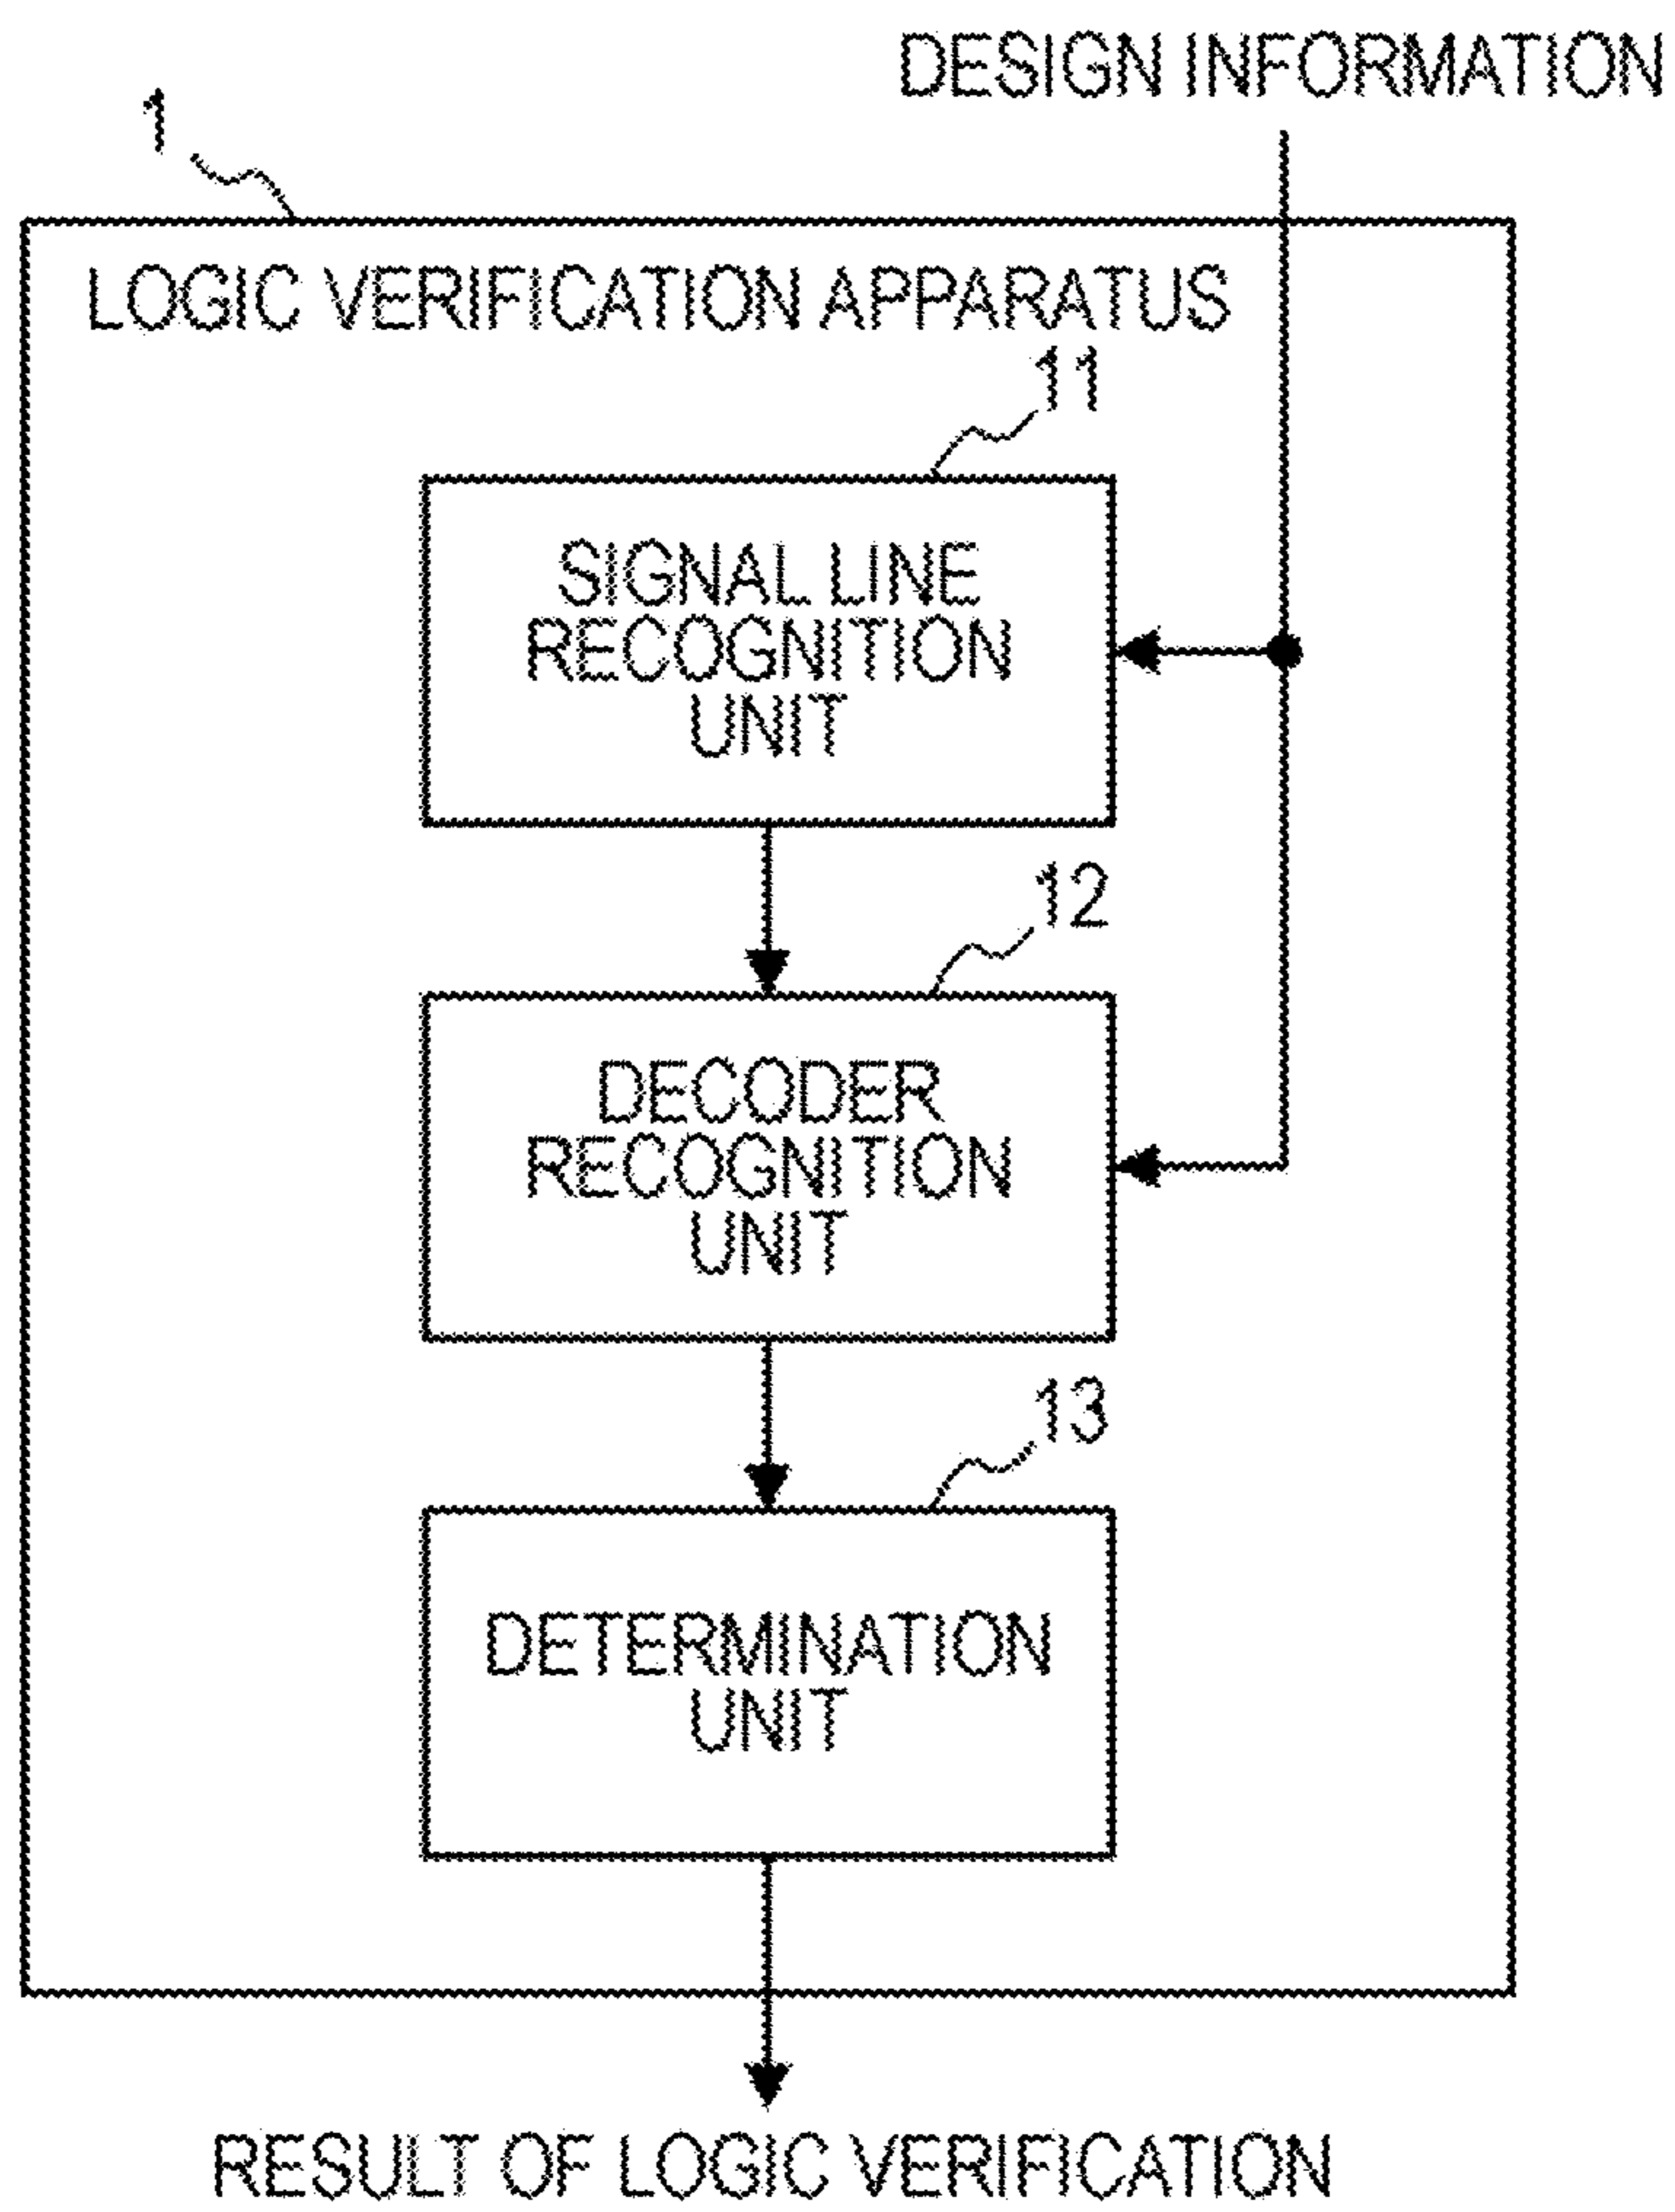 DESIGN INFORMATION
1
LOGIC VERIFICATION APPARATUS
11
SIGNAL LINE
RECOGNITION
UNIT
12
DECODER
RECOGNITION
UNIT
13
DETERMINATION
UNIT
RESULT OF LOGIC VERIFICATION